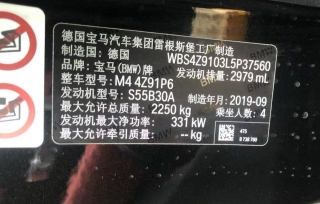 德国宝马汽车集团雷根斯堡工厂制造
制造国：德国 WBS4Z9103L5P37560
品牌：宝马(BMW)牌 发动机排量：2979 mL
整车型号：M4 4Z91P6
发动机型号：S55B30A 制造年月：2019-09
最大允许总质量：2250 kg 乘坐人数：4
发动机最大净功率：331 kW
最大允许牵引质量：-- kg
475